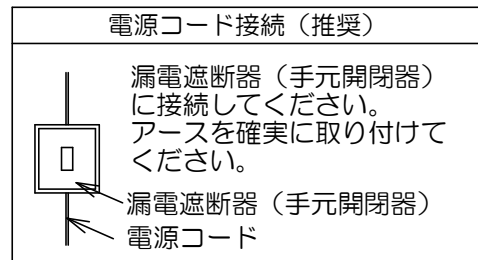 電源コード接続（推奨）
漏電遮断器（手元開閉器）
に接続してください。
アースを確実に取り付けて
ください。
漏電遮断器（手元開閉器）
電源コード